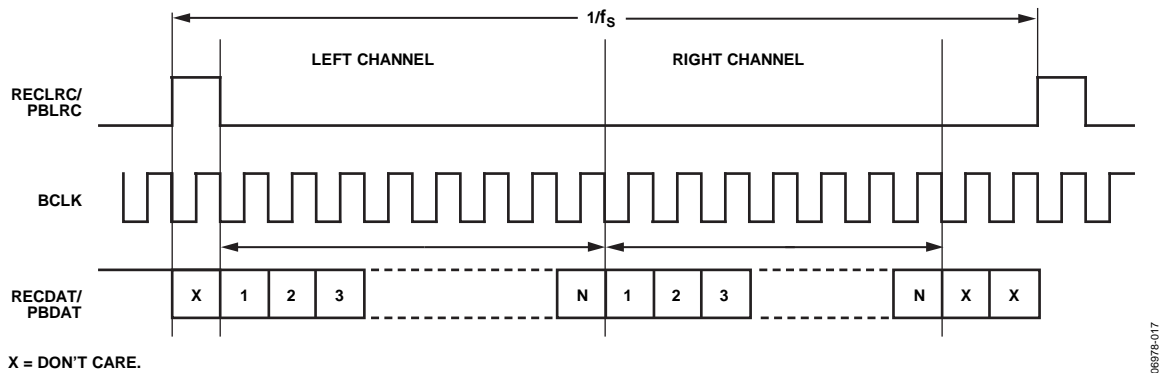 1/fS
LEFT CHANNEL RIGHT CHANNEL
RECLRC/
PBLRC
BCLK
RECDAT/
PBDAT
X 1 2 3 N 1 2 3 N X X
X = DON'T CARE.
06978-017